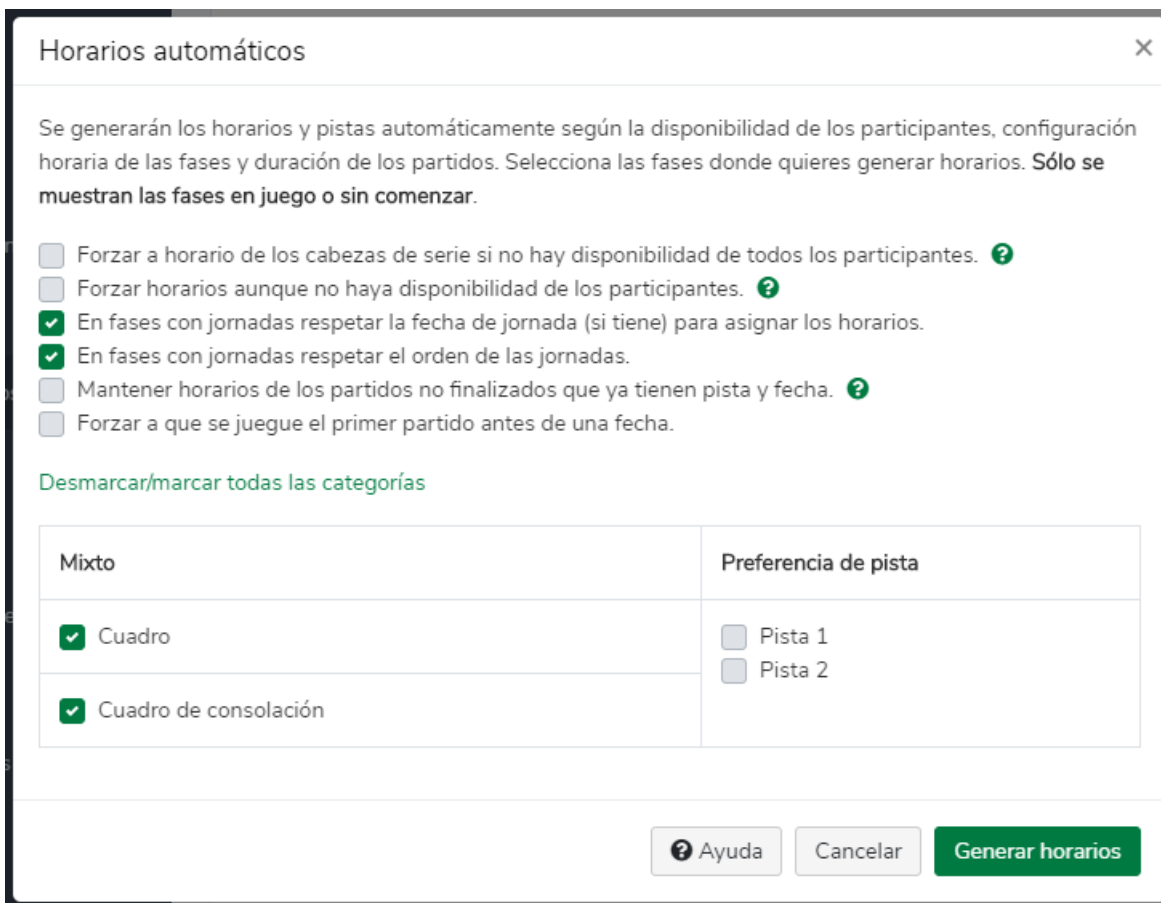 Horarios automáticos
Se generarán los horarios y pistas automáticamente según la disponibilidad de los participantes, configuración
horaria de las fases y duración de los partidos. Selecciona las fases donde quieres generar horarios. Sólo se
muestran las fases en juego o sin comenzar.
Forzar a horario de los cabezas de serie si no hay disponibilidad de todos los participantes.
Forzar horarios aunque no haya disponibilidad de los participantes.
En fases con jornadas respetar la fecha de jornada (si tiene) para asignar los horarios.
En fases con jornadas respetar el orden de las jornadas.
Mantener horarios de los partidos no finalizados que ya tienen pista y fecha.
Forzar a que se juegue el primer partido antes de una fecha.
Desmarcar/marcar todas las categorías
Mixto
Preferencia de pista
Cuadro
Pista 1
Pista 2
Cuadro de consolación
Ayuda
Cancelar
Generar horarios